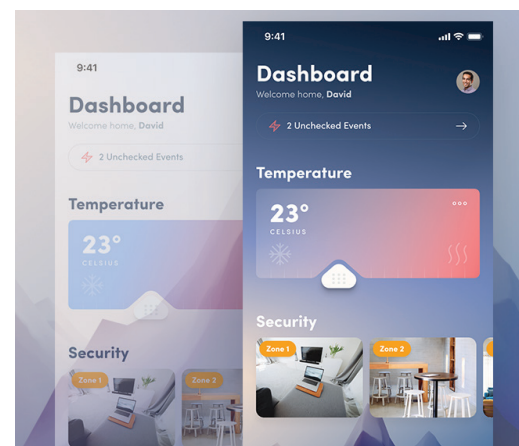 9:41
Dashboard
Welcome home, David
2 Unchecked Events
Temperature
23°
CELSIUS
Security
Zone 1
Zone 2
9:41
Dashboard
Welcome home, David
2 Unchecked Events
Temperature
23°
CELSIUS
Security
Zone 1
Zone 2